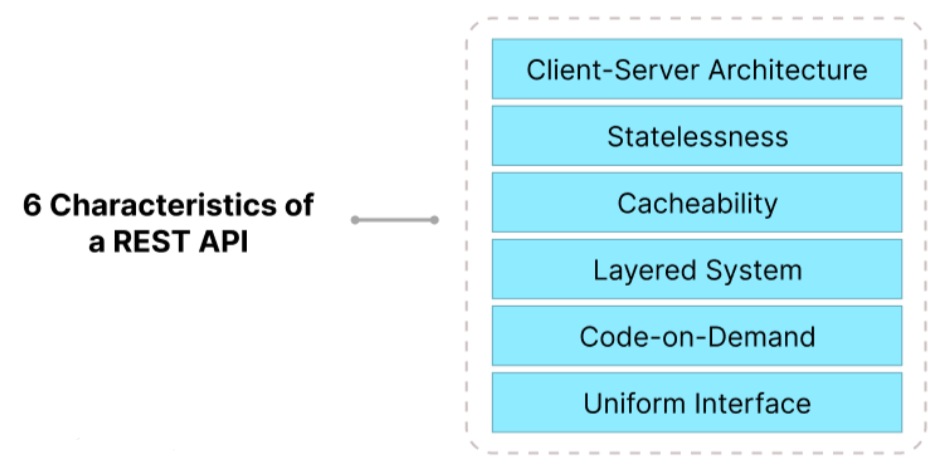 6 Characteristics of
a REST API
Client-Server Architecture
Statelessness
Cacheability
Layered System
Code-on-Demand
Uniform Interface